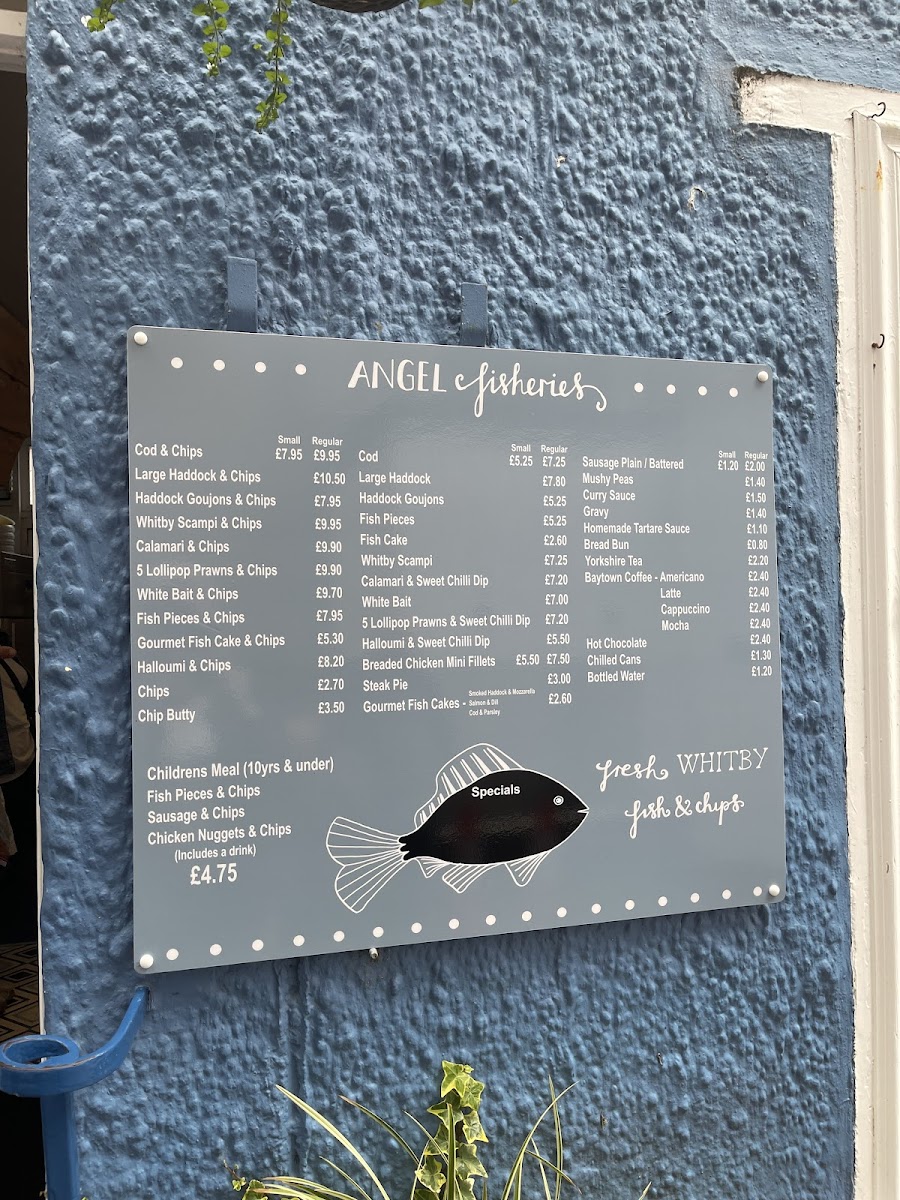 ANGEL fisheries
Small Regular
Cod & Chips £7.95 £9.95
Large Haddock & Chips £10.50
Haddock Goujons & Chips £7.95
Whitby Scampi & Chips £9.95
Calamari & Chips £9.90
5 Lollipop Prawns & Chips £9.90
White Bait & Chips £9.70
Fish Pieces & Chips £7.95
Gourmet Fish Cake & Chips £5.30
Halloumi & Chips £8.20
Chips £2.70
Chip Butty £3.50
Small Regular
Cod £5.25 £7.25
Large Haddock £7.80
Haddock Goujons £5.25
Fish Pieces £5.25
Fish Cake £2.60
Whitby Scampi £7.25
Calamari & Sweet Chilli Dip £7.20
White Bait £7.00
5 Lollipop Prawns & Sweet Chilli Dip £7.20
Halloumi & Sweet Chilli Dip £5.50
Breaded Chicken Mini Fillets £5.50 £7.50
Steak Pie £3.00
Gourmet Fish Cakes - £2.60
Smoked Haddock & Mozzarella
Salmon & Dill
Cod & Parsley
Small Regular
Sausage Plain / Battered £1.20 £2.00
Mushy Peas £1.40
Curry Sauce £1.50
Gravy £1.40
Homemade Tartare Sauce £1.10
Bread Bun £0.80
Yorkshire Tea £2.20
Baytown Coffee - Americano £2.40
Latte £2.40
Cappuccino £2.40
Mocha £2.40
Hot Chocolate £2.40
Chilled Cans £1.30
Bottled Water £1.20
Childrens Meal (10yrs & under)
Fish Pieces & Chips
Sausage & Chips
Chicken Nuggets & Chips
(Includes a drink)
£4.75
Specials
fresh WHITBY
fish & chips